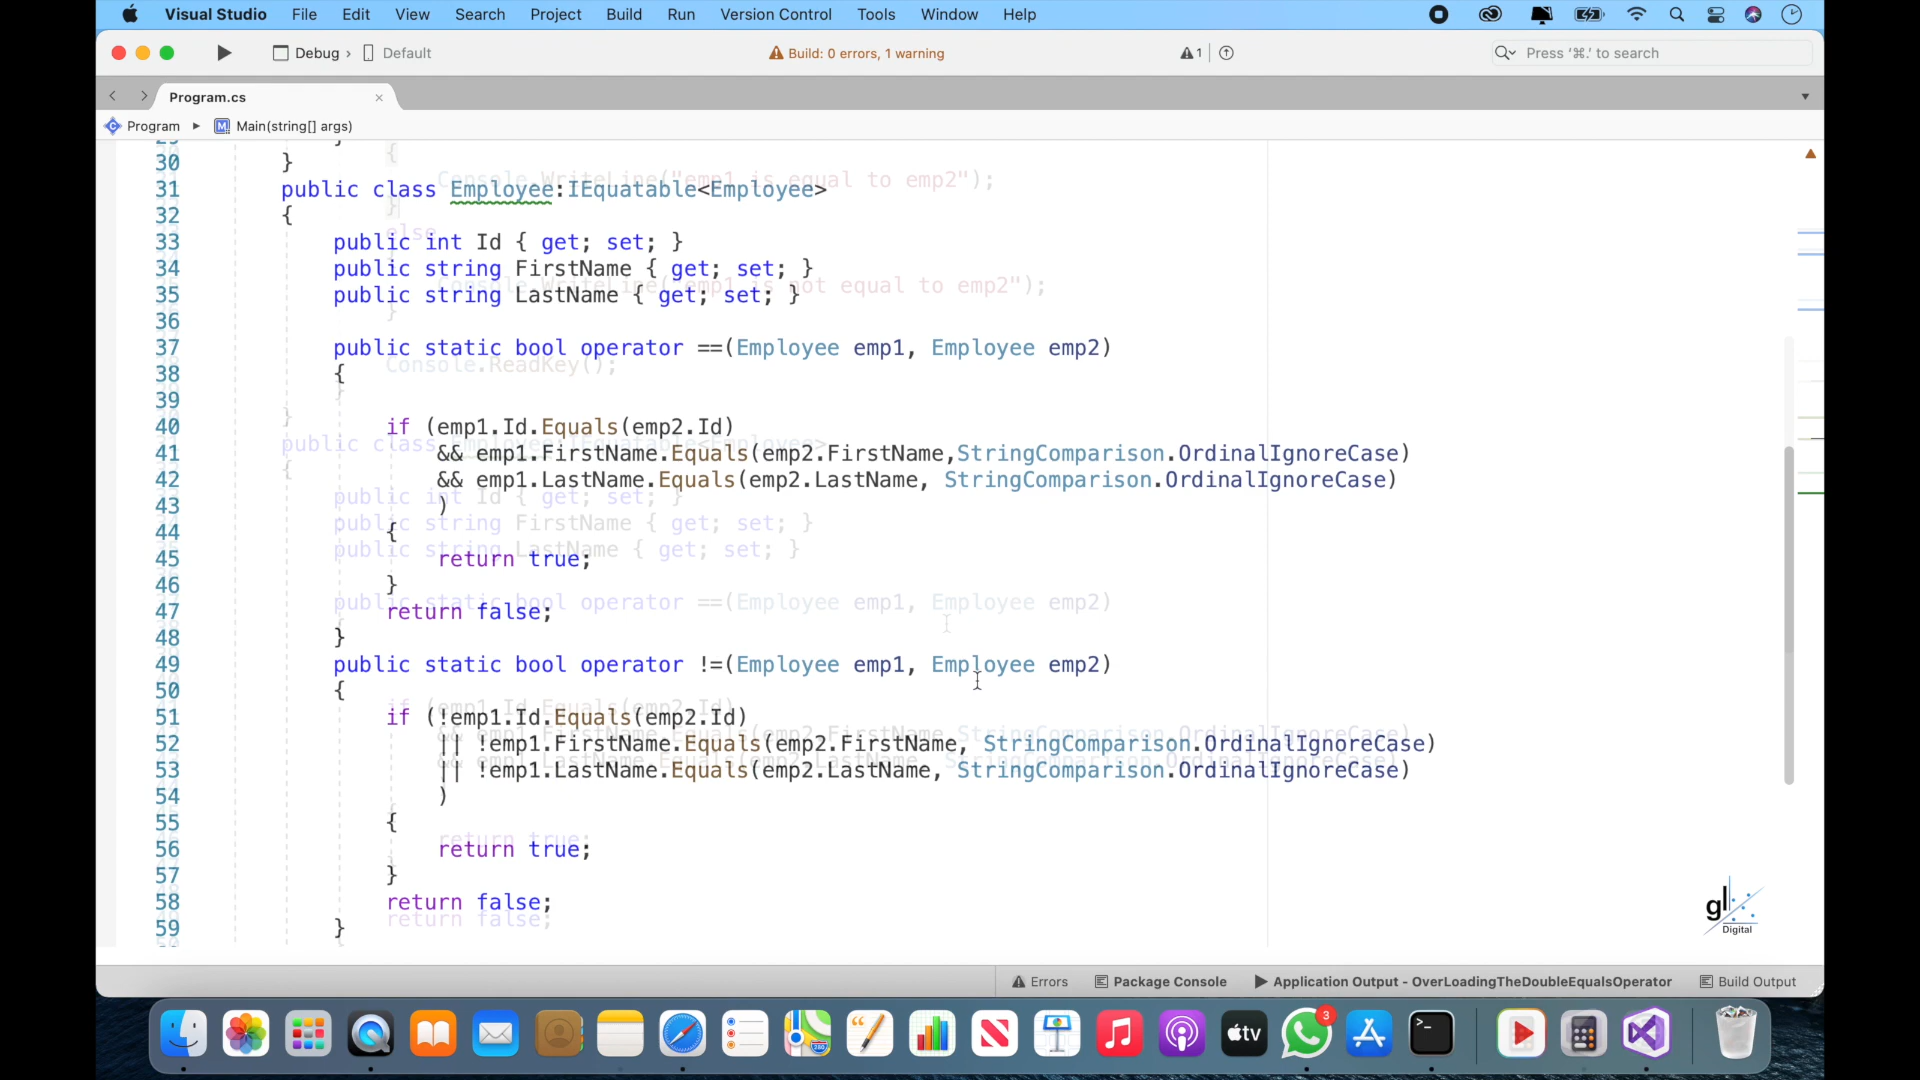 Visual Studio File Edit View Search Project Build Run Version Control Tools Window Help
Debug › Default Build: 0 errors, 1 warning 1 Press ‘⌘.’ to search
Program.cs
Program Main(string[] args)
30 }
31 public class Employee:IEquatable<Employee>
32 {
33 public int Id { get; set; }
34 public string FirstName { get; set; }
35 public string LastName { get; set; }
36
37 public static bool operator ==(Employee emp1, Employee emp2)
38 {
39
40 if (emp1.Id.Equals(emp2.Id)
41 && emp1.FirstName.Equals(emp2.FirstName,StringComparison.OrdinalIgnoreCase)
42 && emp1.LastName.Equals(emp2.LastName, StringComparison.OrdinalIgnoreCase)
43 )
44 {
45 return true;
46 }
47 return false;
48 }
49 public static bool operator !=(Employee emp1, Employee emp2)
50 {
51 if (!emp1.Id.Equals(emp2.Id)
52 || !emp1.FirstName.Equals(emp2.FirstName, StringComparison.OrdinalIgnoreCase)
53 || !emp1.LastName.Equals(emp2.LastName, StringComparison.OrdinalIgnoreCase)
54 )
55 {
56 return true;
57 }
58 return false;
59 }
gl
Digital
Errors Package Console Application Output - OverLoadingTheDoubleEqualsOperator Build Output
280
tv
3
>_